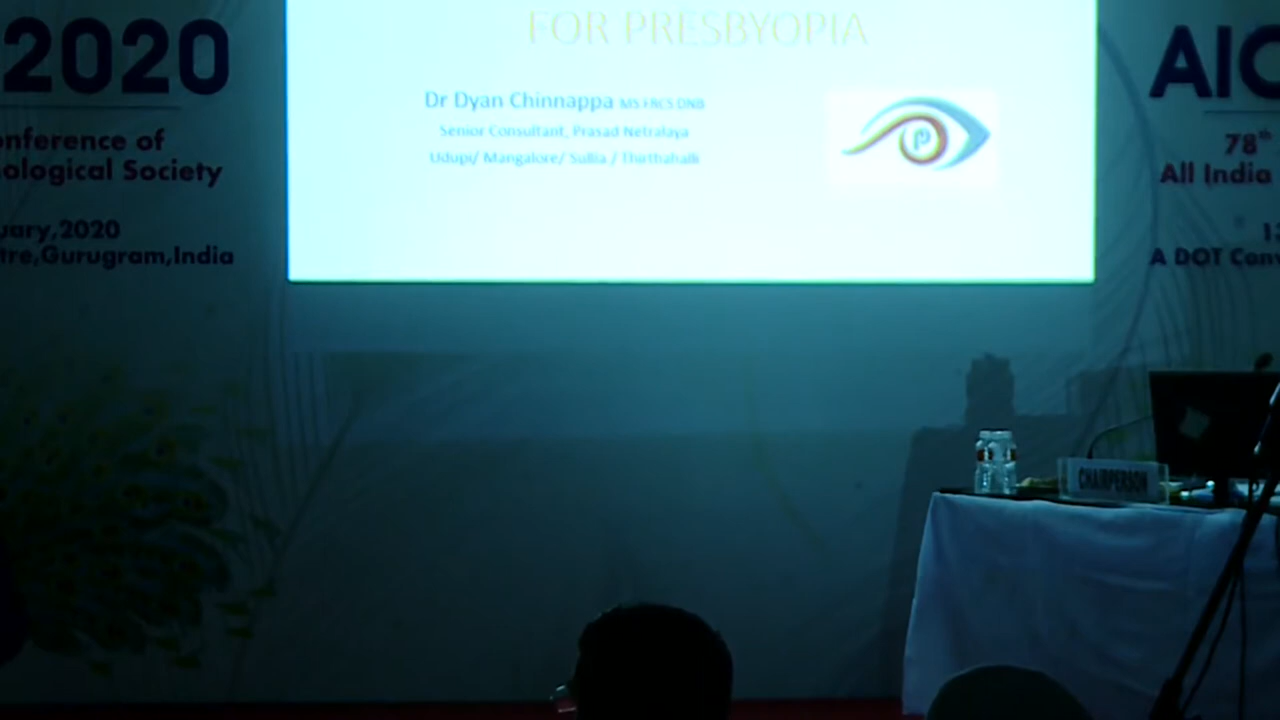 2020
onference of
ological Society
uary,2020
tre,Gurugram,India
FOR PRESBYOPIA
Dr Dyan Chinnappa MS FRCS DNB
Senior Consultant, Prasad Netralaya
Udupi/ Mangalore/ Sullia / Thirthahalli
p
AIC
78th
All India
13
A DOT Conv
CHAIRPERSON